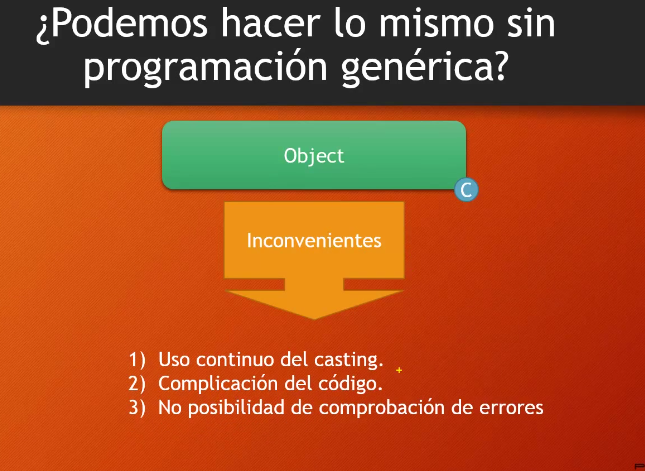 ¿Podemos hacer lo mismo sin
programación genérica?
Object
C
Inconvenientes
1) Uso continuo del casting.
2) Complicación del código.
3) No posibilidad de comprobación de errores